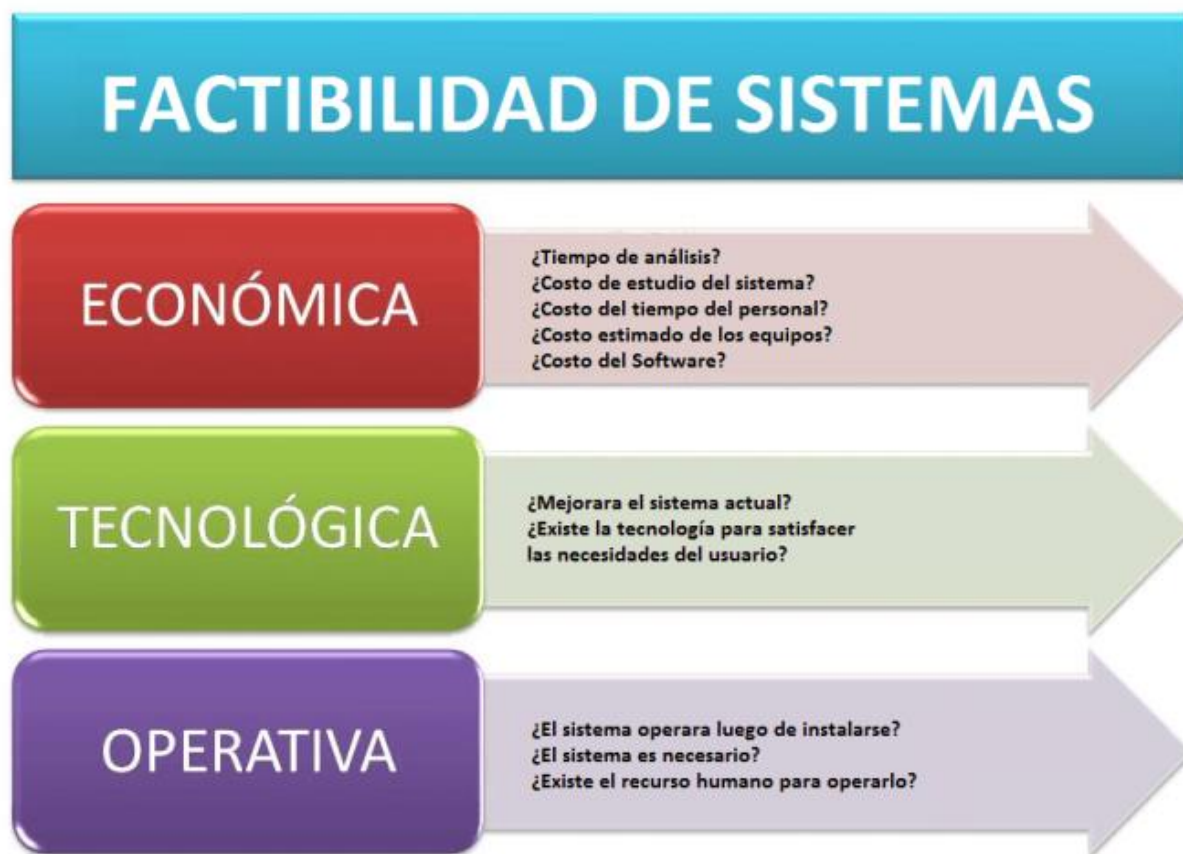 FACTIBILIDAD DE SISTEMAS
ECONÓMICA
¿Tiempo de análisis?
¿Costo de estudio del sistema?
¿Costo del tiempo del personal?
¿Costo estimado de los equipos?
¿Costo del Software?
TECNOLÓGICA
¿Mejorara el sistema actual?
¿Existe la tecnología para satisfacer
las necesidades del usuario?
OPERATIVA
¿El sistema operara luego de instalarse?
¿El sistema es necesario?
¿Existe el recurso humano para operarlo?